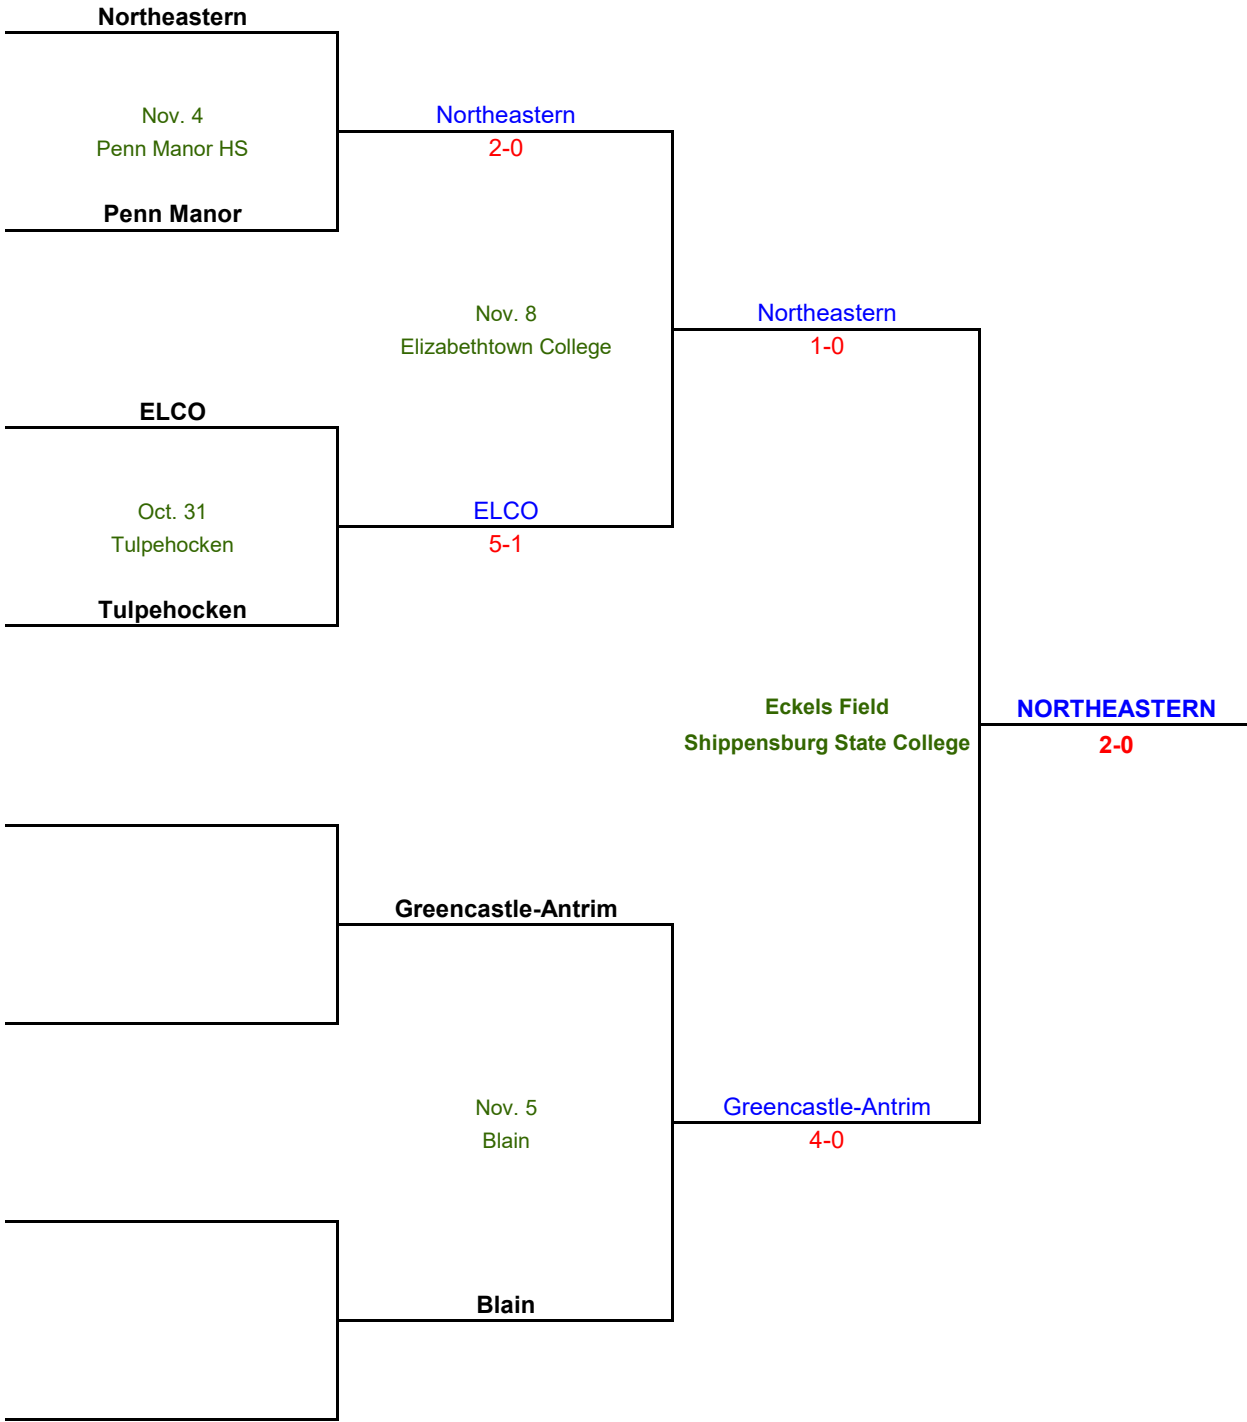 Northeastern
Nov. 4
Penn Manor HS
Penn Manor
Northeastern
2-0
Nov. 8
Elizabethtown College
ELCO
Oct. 31
Tulpehocken
Tulpehocken
ELCO
5-1
Northeastern
1-0
Eckels Field
Shippensburg State College
NORTHEASTERN
2-0
Greencastle-Antrim
Nov. 5
Blain
Blain
Greencastle-Antrim
4-0